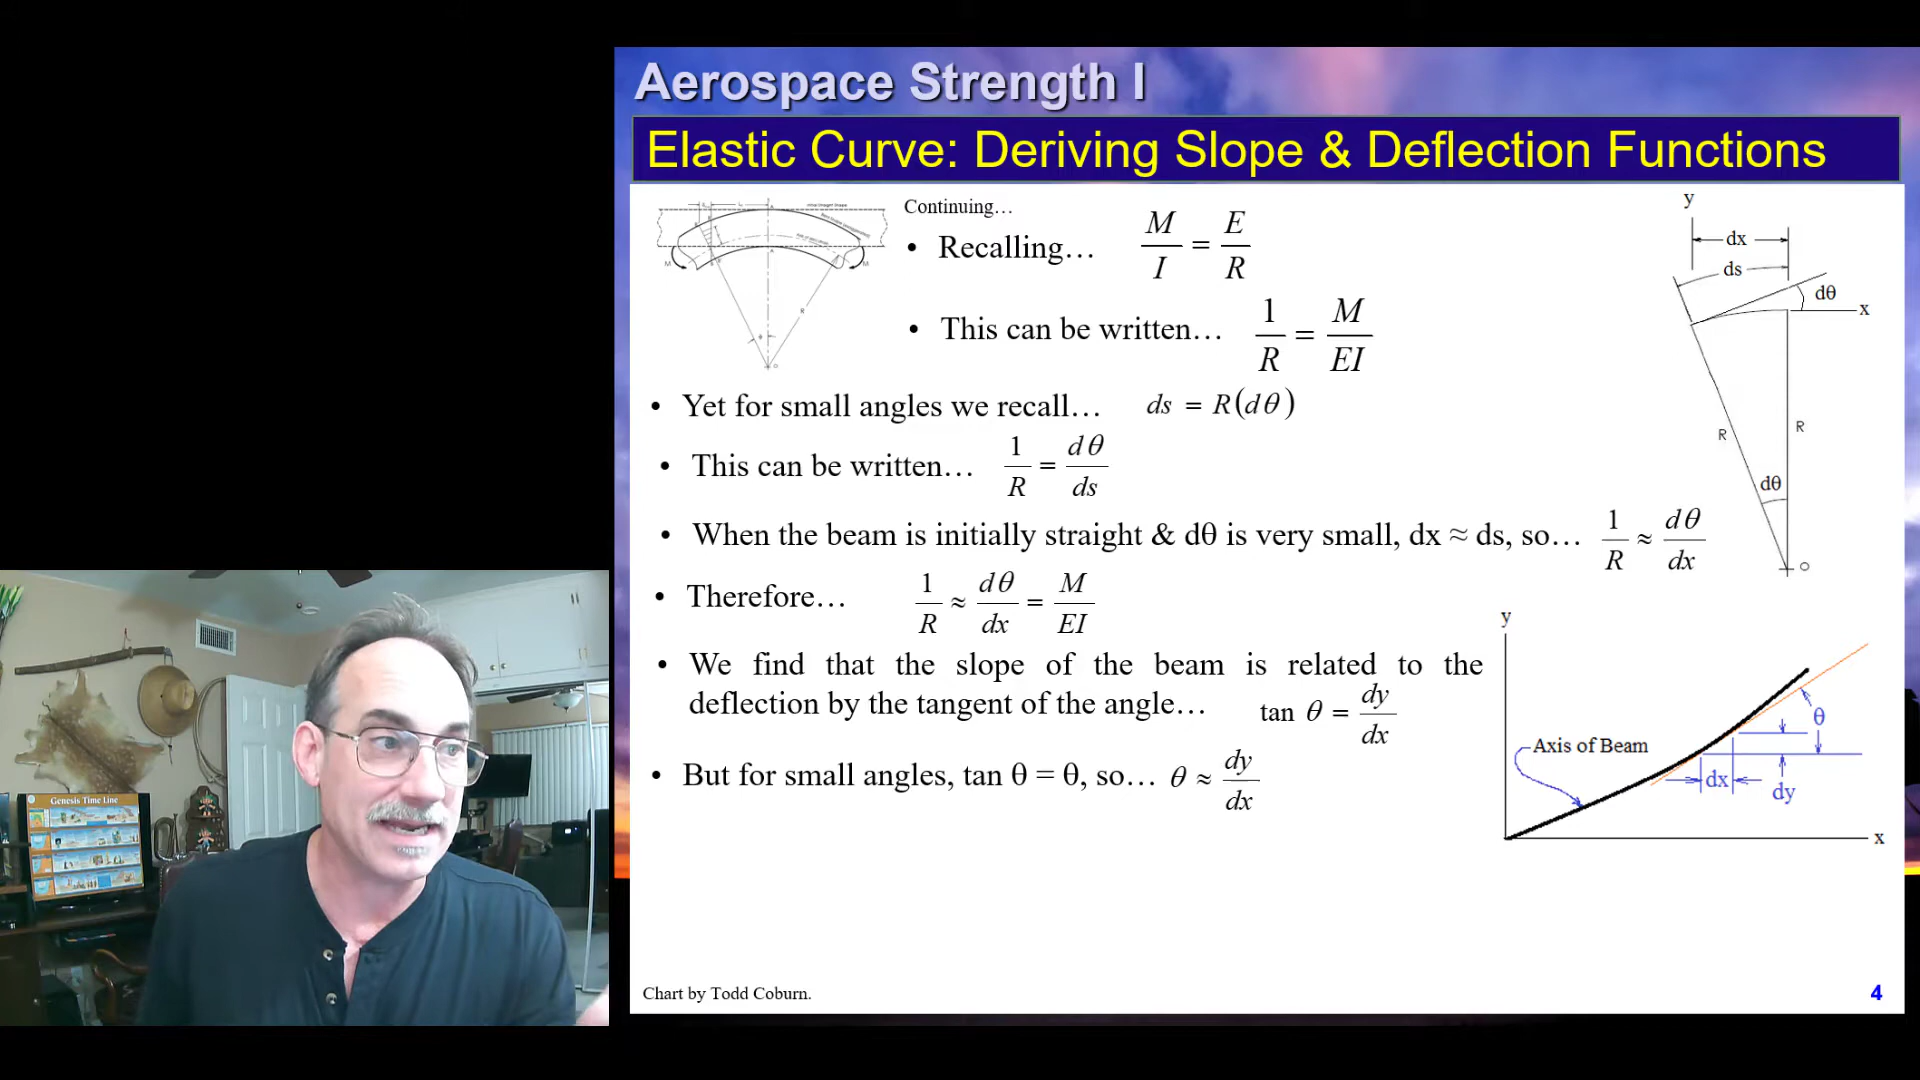 Aerospace Strength I
Elastic Curve: Deriving Slope & Deflection Functions
Continuing…
• Recalling… M/I = E/R
• This can be written… 1/R = M/EI
• Yet for small angles we recall… ds = R(dθ)
• This can be written… 1/R = dθ/ds
• When the beam is initially straight & dθ is very small, dx ≈ ds, so… 1/R ≈ dθ/dx
• Therefore… 1/R ≈ dθ/dx = M/EI
• We find that the slope of the beam is related to the
deflection by the tangent of the angle… tan θ = dy/dx
• But for small angles, tan θ = θ, so… θ ≈ dy/dx
y
dx
ds
dθ
x
R
R
dθ
O
y
Axis of Beam
θ
dx
dy
x
M
M
R
Genesis Time Line
Chart by Todd Coburn.
4